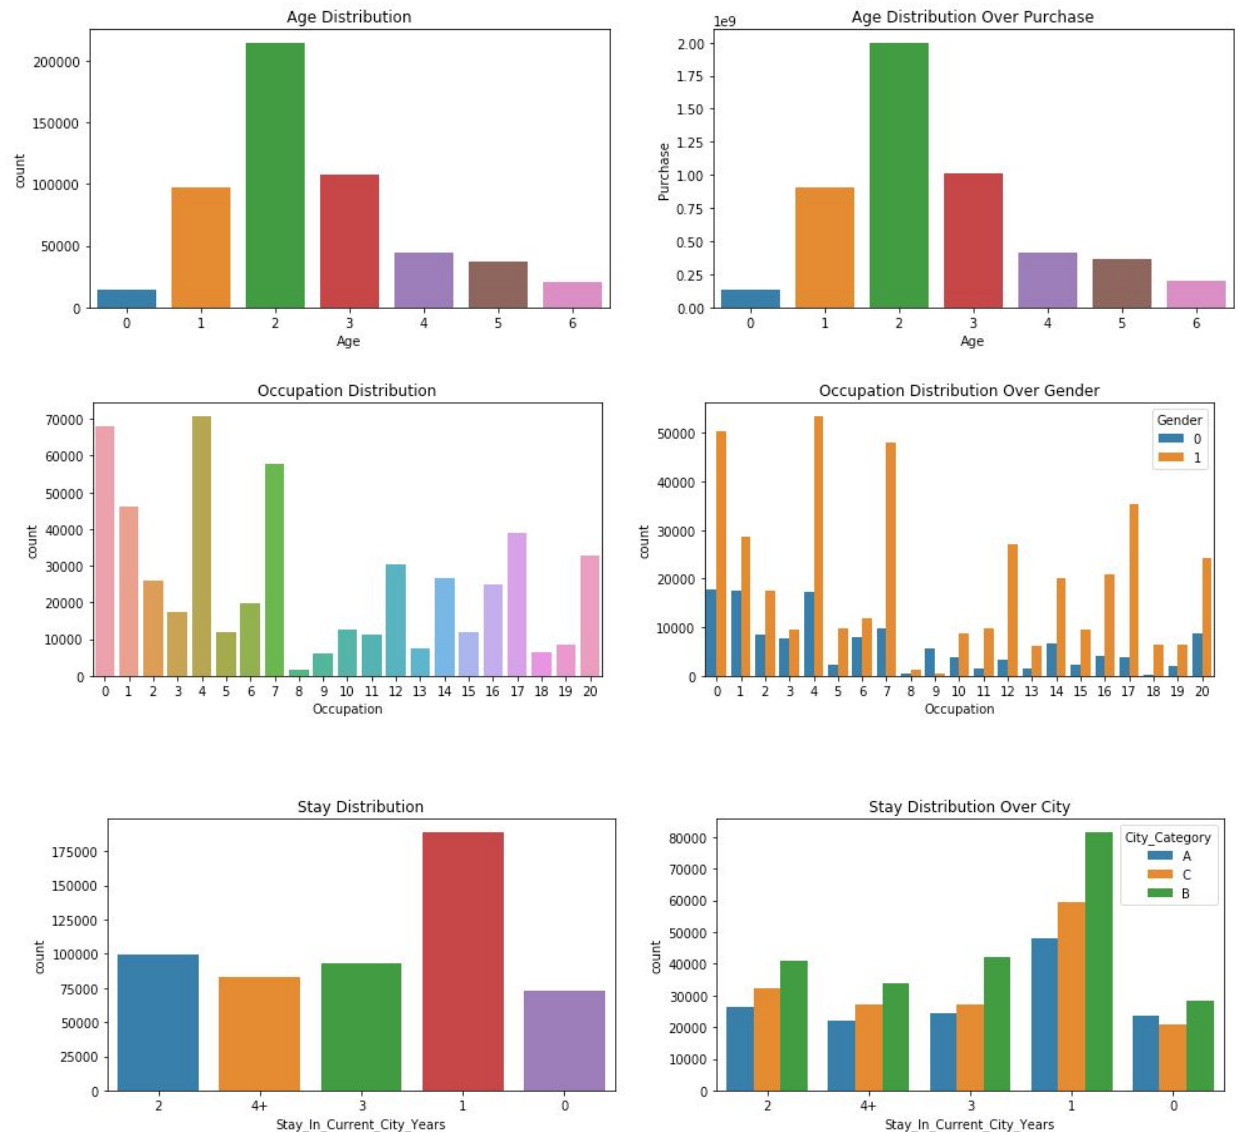 Age Distribution
count
200000
150000
100000
50000
0
0 1 2 3 4 5 6
Age
Age Distribution Over Purchase
1e9
Purchase
2.00
1.75
1.50
1.25
1.00
0.75
0.50
0.25
0.00
0 1 2 3 4 5 6
Age
Occupation Distribution
count
70000
60000
50000
40000
30000
20000
10000
0
0 1 2 3 4 5 6 7 8 9 10 11 12 13 14 15 16 17 18 19 20
Occupation
Occupation Distribution Over Gender
Gender
0
1
count
50000
40000
30000
20000
10000
0
0 1 2 3 4 5 6 7 8 9 10 11 12 13 14 15 16 17 18 19 20
Occupation
Stay Distribution
count
175000
150000
125000
100000
75000
50000
25000
0
2 4+ 3 1 0
Stay_In_Current_City_Years
Stay Distribution Over City
City_Category
A
C
B
count
80000
70000
60000
50000
40000
30000
20000
10000
0
2 4+ 3 1 0
Stay_In_Current_City_Years